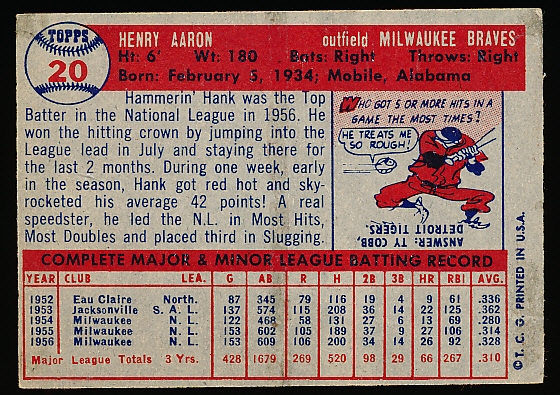 TOPPS
20
HENRY AARON outfield MILWAUKEE BRAVES
Ht: 6' Wt: 180 Bats: Right Throws: Right
Born: February 5, 1934; Mobile, Alabama
Hammerin' Hank was the Top
Batter in the National League in 1956. He
won the hitting crown by jumping into the
League lead in July and staying there for
the last 2 months. During one week, early
in the season, Hank got red hot and sky-
rocketed his average 42 points! A real
speedster, he led the N.L. in Most Hits,
Most Doubles and placed third in Slugging.
WHO GOT 5 OR MORE HITS IN A
GAME THE MOST TIMES?
HE TREATS ME
SO ROUGH!
ANSWER: TY COBB,
DETROIT TIGERS.
COMPLETE MAJOR & MINOR LEAGUE BATTING RECORD
YEAR CLUB LEA. G AB R H 2B 3B HR RBI AVG.
1952 Eau Claire North. 87 345 79 116 19 4 9 61 .336
1953 Jacksonville S. A. L. 137 574 115 208 36 14 22 125 .362
1954 Milwaukee N. L. 122 468 58 131 27 6 13 69 .280
1955 Milwaukee N. L. 153 602 105 189 37 9 27 106 .314
1956 Milwaukee N. L. 153 609 106 200 34 14 26 92 .328
Major League Totals 3 Yrs. 428 1679 269 520 98 29 66 267 .310
© T. C. G. PRINTED IN U.S.A.